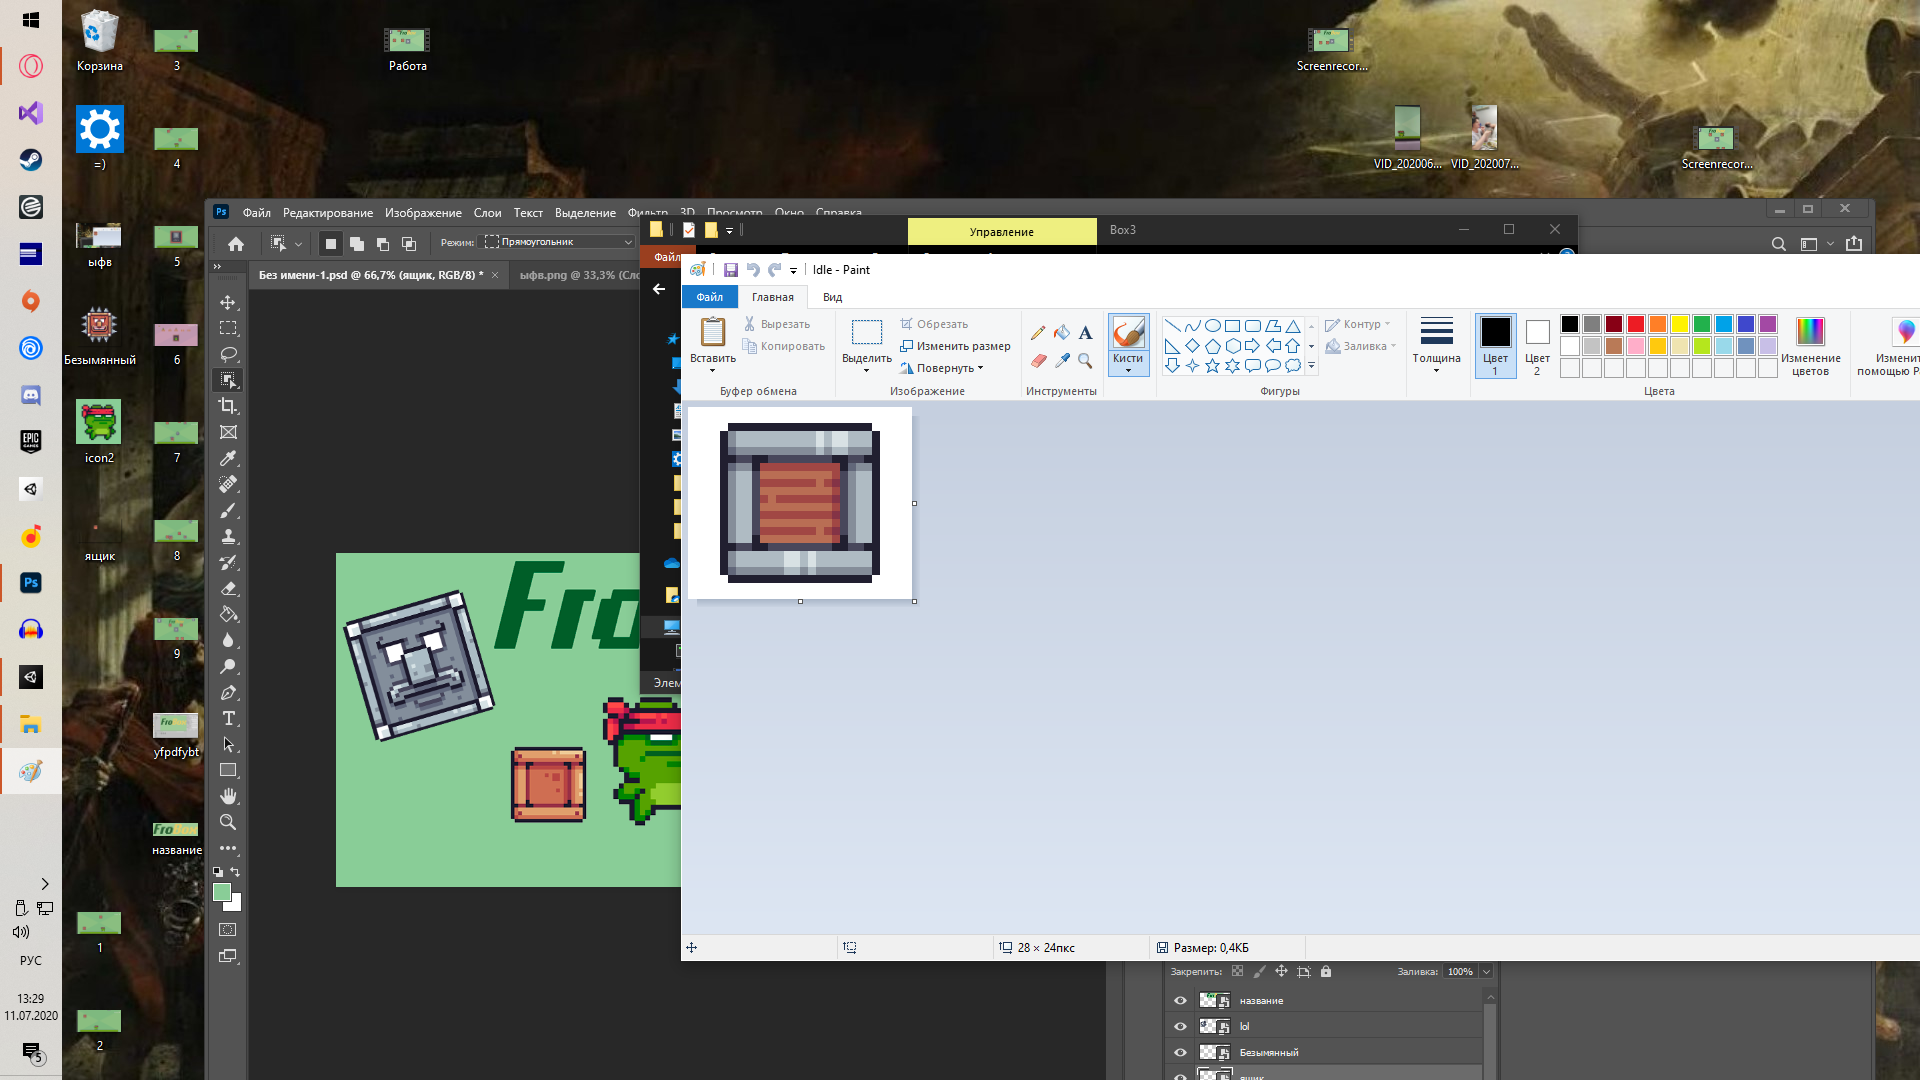 Корзина
3
Работа
Screenrecor...
=)
4
VID_202006...
VID_202007...
Screenrecor...
ыфв
5
Безымянный
6
icon2
7
ящик
8
9
yfpdfybt
название
1
2
РУС
13:29
11.07.2020
5
EPIC
GAMES
Ps
Ps
Файл
Редактирование
Изображение
Слои
Текст
Выделение
Фильтр
3D
Просмотр
Окно
Справка
Режим:
Прямоугольник
Без имени-1.psd @ 66,7% (ящик, RGB/8) *
ыфв.png @ 33,3% (Сло
Fro
Управление
Box3
Файл
Элем
Idle - Paint
Файл
Главная
Вид
Вставить
Вырезать
Копировать
Буфер обмена
Выделить
Обрезать
Изменить размер
Повернуть
Изображение
Инструменты
Кисти
Контур
Заливка
Фигуры
Толщина
Цвет
1
Цвет
2
Изменение
цветов
Цвета
Изменит
помощью P
28 × 24пкс
Размер: 0,4КБ
Закрепить:
Заливка:
100%
название
lol
Безымянный
ящик